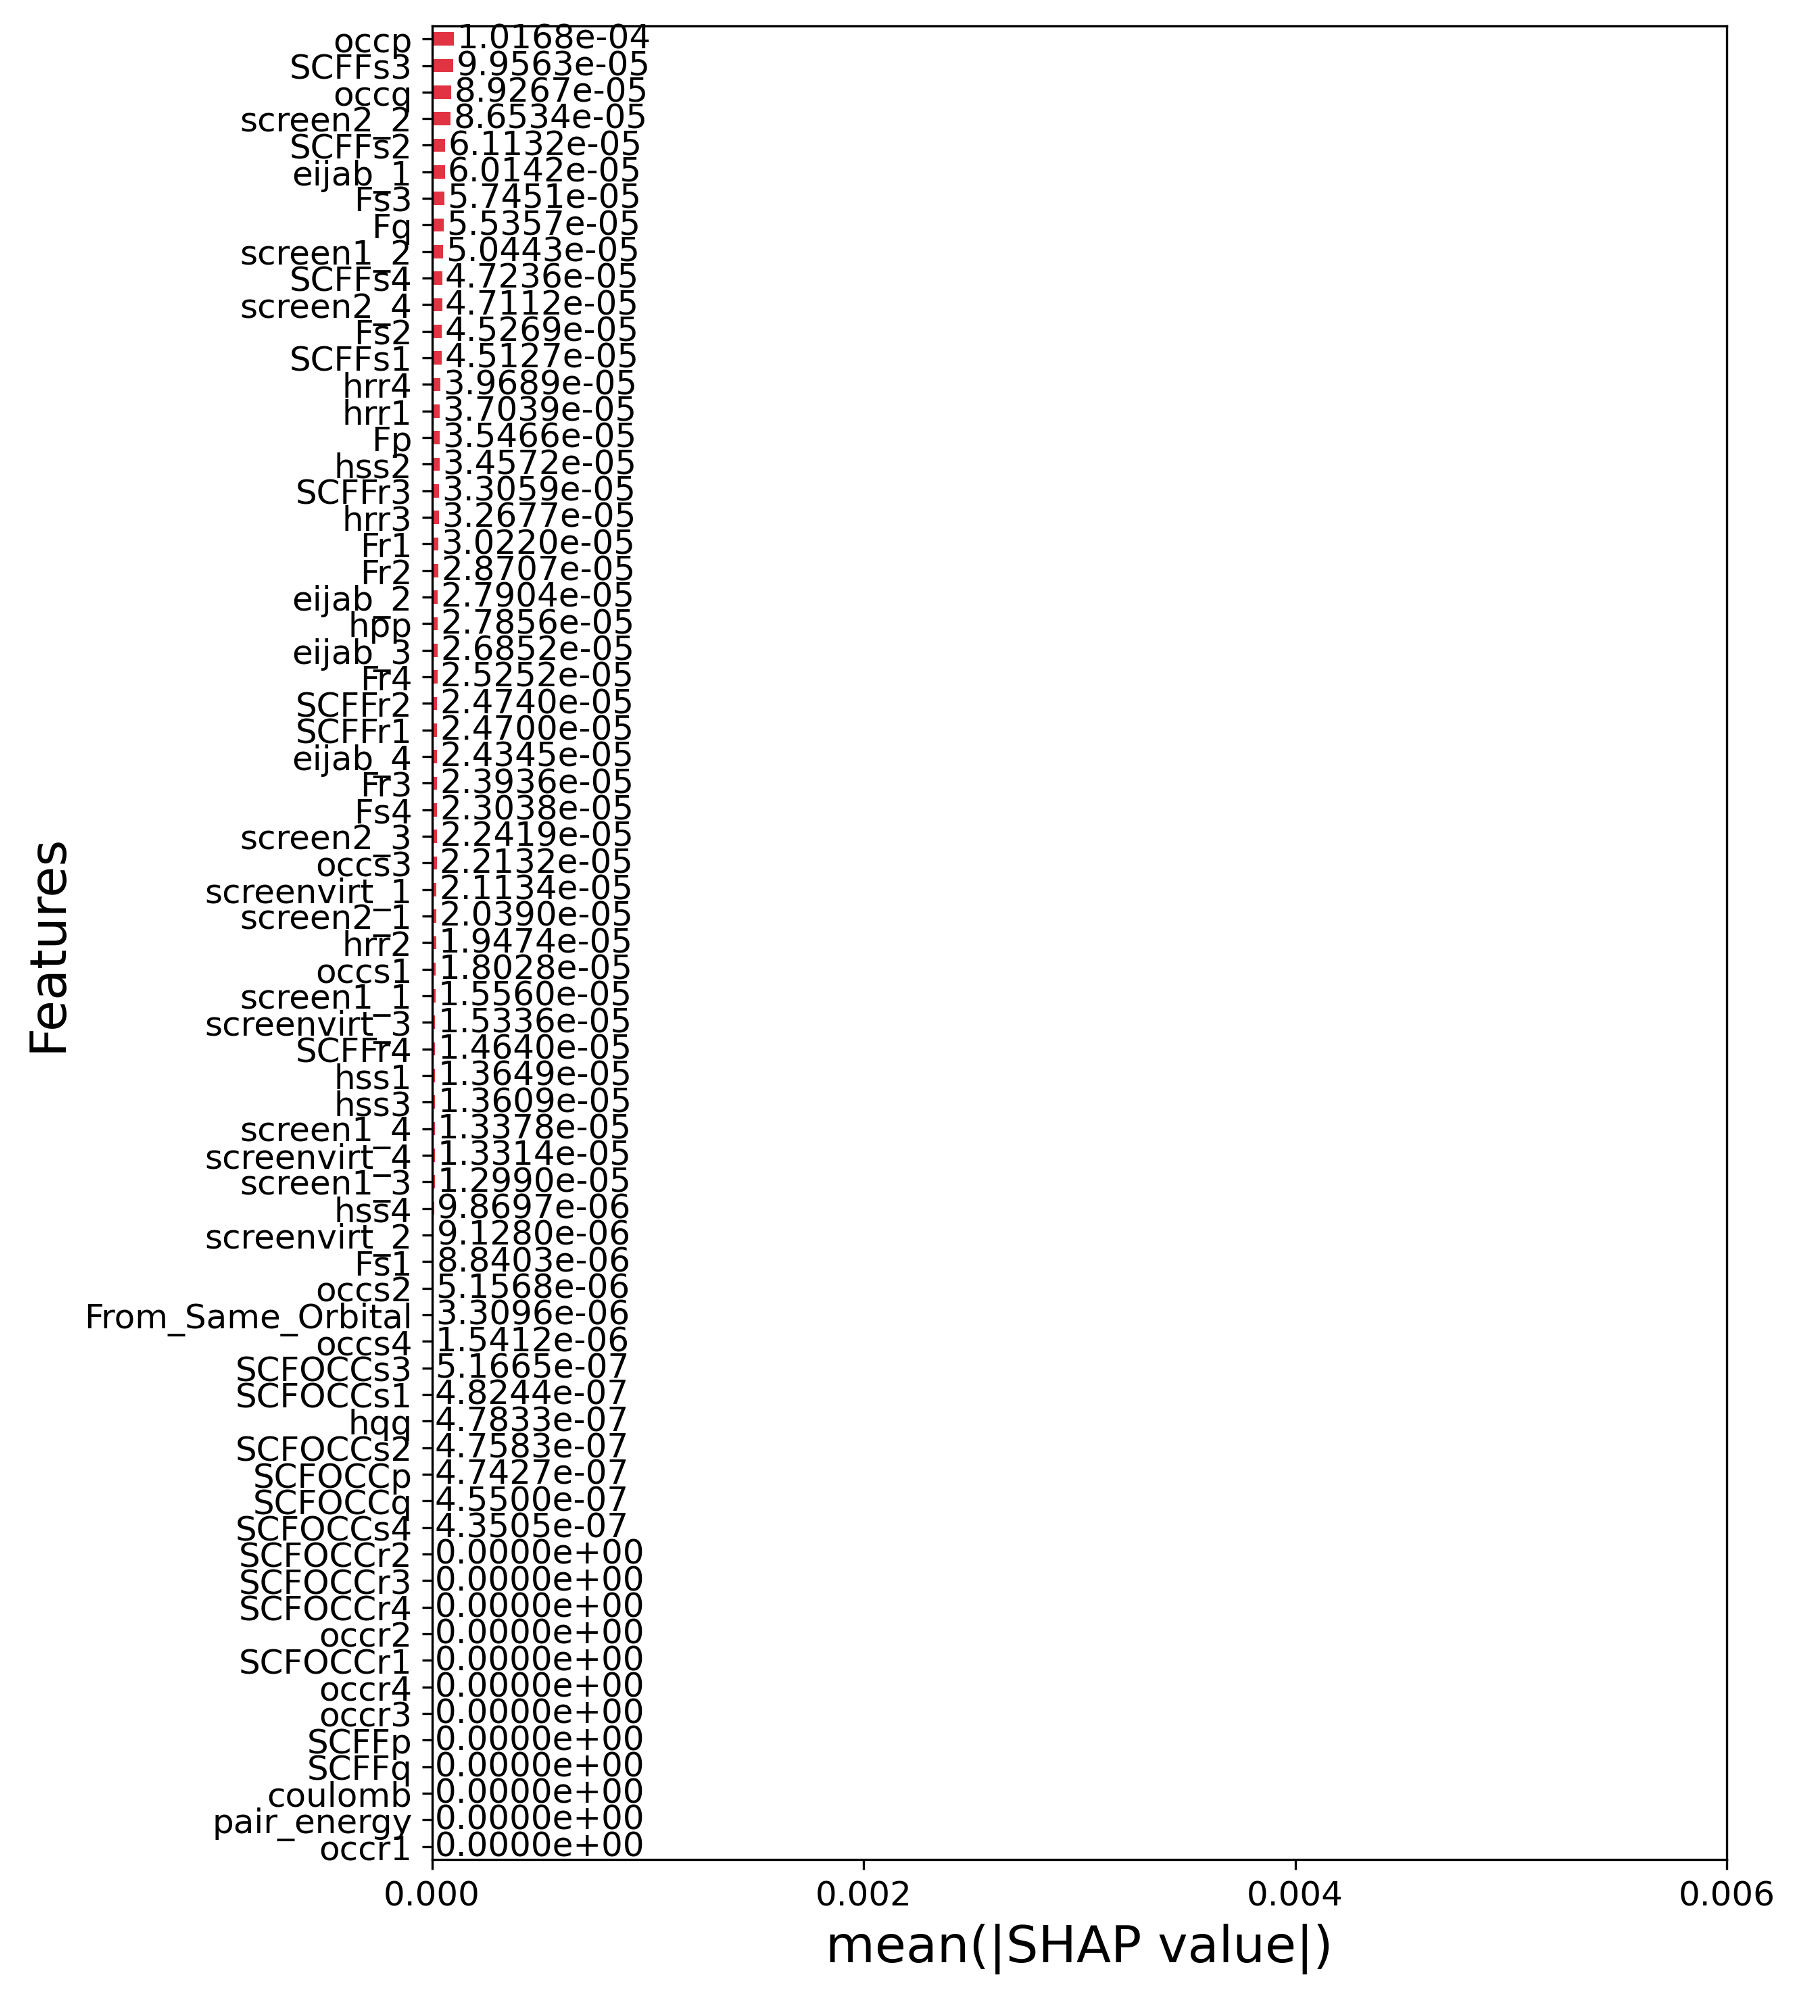 occp 1.0168e-04
SCFFs3 9.9563e-05
occq 8.9267e-05
screen2_2 8.6534e-05
SCFFs2 6.1132e-05
eijab_1 6.0142e-05
Fs3 5.7451e-05
Fq 5.5357e-05
screen1_2 5.0443e-05
SCFFs4 4.7236e-05
screen2_4 4.7112e-05
Fs2 4.5269e-05
SCFFs1 4.5127e-05
hrr4 3.9689e-05
hrr1 3.7039e-05
Fp 3.5466e-05
hss2 3.4572e-05
SCFFr3 3.3059e-05
hrr3 3.2677e-05
Fr1 3.0220e-05
Fr2 2.8707e-05
eijab_2 2.7904e-05
hpp 2.7856e-05
eijab_3 2.6852e-05
Fr4 2.5252e-05
SCFFr2 2.4740e-05
SCFFr1 2.4700e-05
eijab_4 2.4345e-05
Fr3 2.3936e-05
Fs4 2.3038e-05
screen2_3 2.2419e-05
occs3 2.2132e-05
screenvirt_1 2.1134e-05
screen2_1 2.0390e-05
hrr2 1.9474e-05
occs1 1.8028e-05
screen1_1 1.5560e-05
screenvirt_3 1.5336e-05
SCFFr4 1.4640e-05
hss1 1.3649e-05
hss3 1.3609e-05
screen1_4 1.3378e-05
screenvirt_4 1.3314e-05
screen1_3 1.2990e-05
hss4 9.8697e-06
screenvirt_2 9.1280e-06
Fs1 8.8403e-06
occs2 5.1568e-06
From_Same_Orbital 3.3096e-06
occs4 1.5412e-06
SCFOCCs3 5.1665e-07
SCFOCCs1 4.8244e-07
hqq 4.7833e-07
SCFOCCs2 4.7583e-07
SCFOCCp 4.7427e-07
SCFOCCq 4.5500e-07
SCFOCCs4 4.3505e-07
SCFOCCr2 0.0000e+00
SCFOCCr3 0.0000e+00
SCFOCCr4 0.0000e+00
occr2 0.0000e+00
SCFOCCr1 0.0000e+00
occr4 0.0000e+00
occr3 0.0000e+00
SCFFp 0.0000e+00
SCFFq 0.0000e+00
coulomb 0.0000e+00
pair_energy 0.0000e+00
occr1 0.0000e+00
Features
0.000 0.002 0.004 0.006
mean(|SHAP value|)